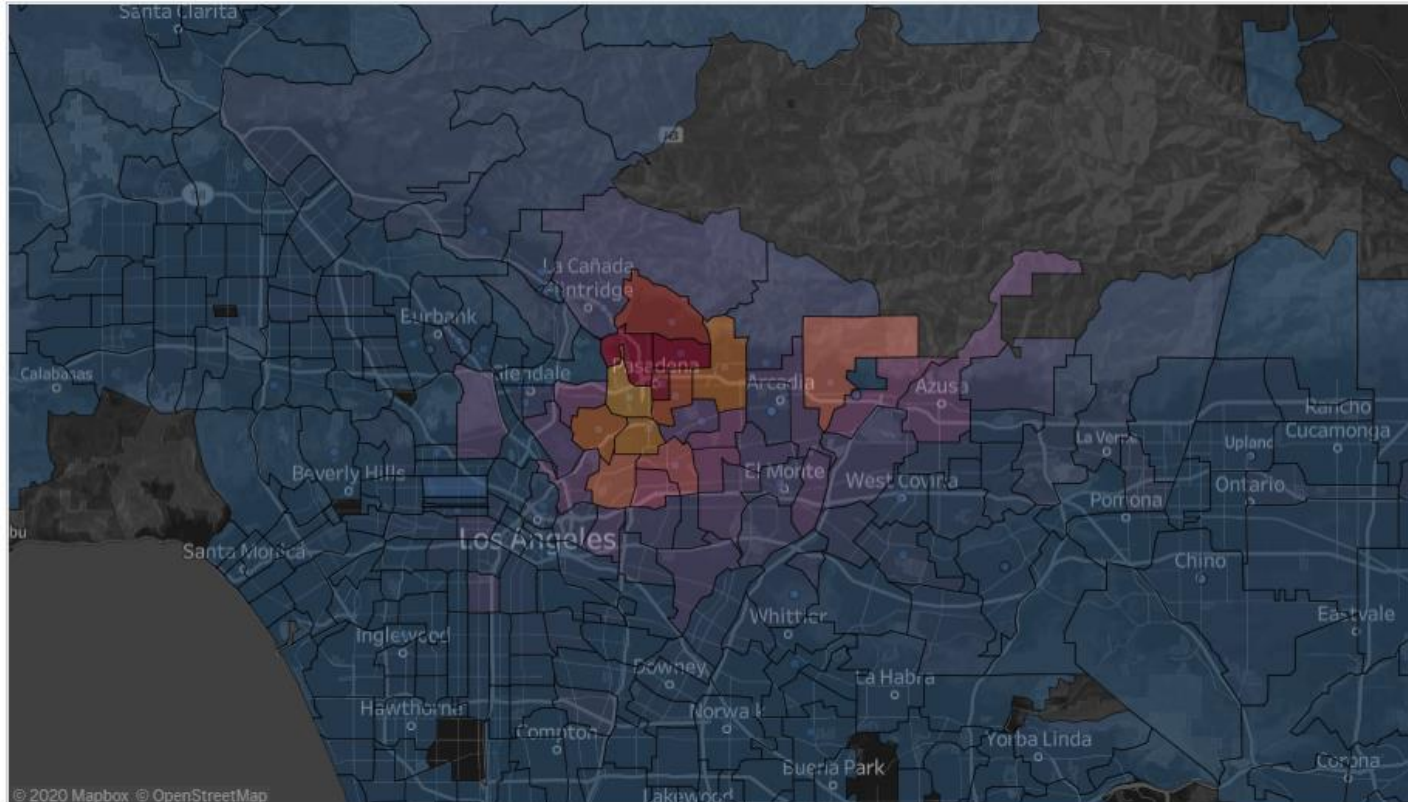 Santa Clarita
La Cañada
Flintridge
Burbank
Calabasas
Glendale
Pasadena
Arcadia
Azusa
Rancho
Cucamonga
La Verne
Upland
Beverly Hills
El Monte
West Covina
Ontario
Pomona
bu
Santa Monica
Los Angeles
Chino
Whittier
Eastvale
Inglewood
Downey
La Habra
Hawthorne
Norwalk
Compton
Yorba Linda
Buena Park
Corona
© 2020 Mapbox © OpenStreetMap
Lakewood